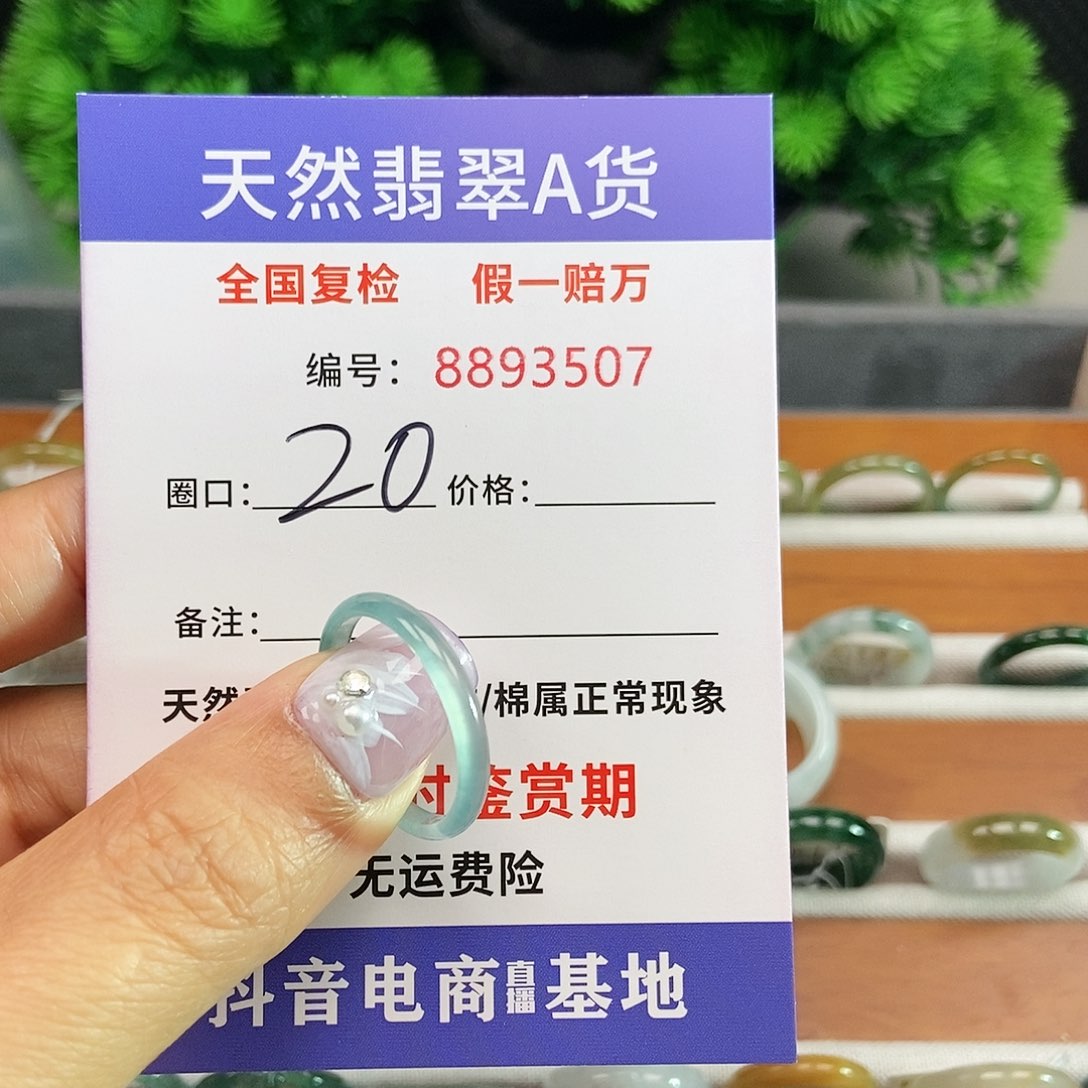 天然翡翠A货
全国复检 假一赔万
编号：8893507
圈口：20 价格：
备注：
天然 /棉属正常现象
时鉴赏期
无运费险
抖音电商直播基地